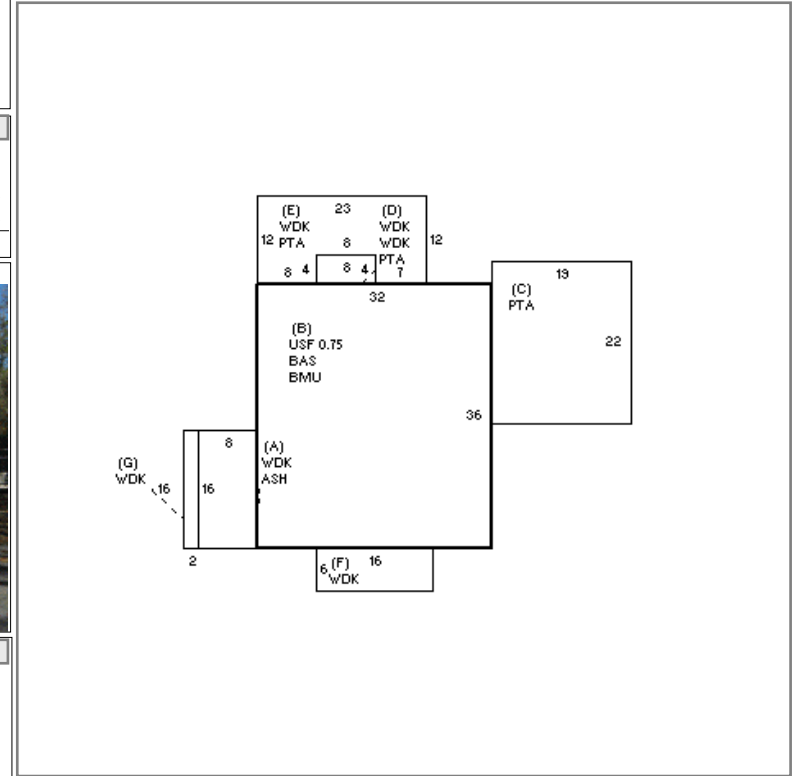 (E)
WDK
PTA
23
(D)
WDK
WDK
PTA
12
8
12
8
4
8
4
7
32
19
(C)
PTA
22
(B)
USF 0.75
BAS
BMU
36
8
(A)
WDK
ASH
(G)
WDK
16
16
2
6
(F)
WDK
16